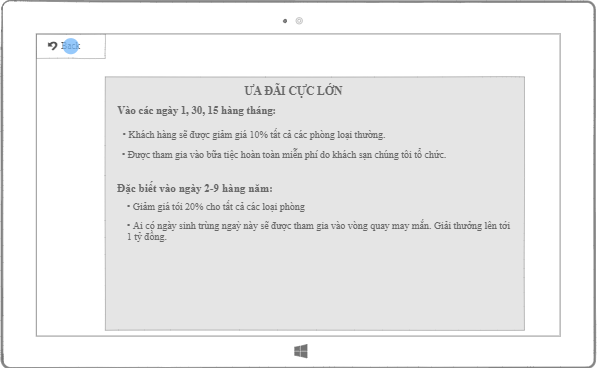 Back
ƯA ĐÃI CỰC LỚN
Vào các ngày 1, 30, 15 hàng tháng:
• Khách hàng sẽ được giảm giá 10% tất cả các phòng loại thường.
• Được tham gia vào bữa tiệc hoàn toàn miễn phí do khách sạn chúng tôi tổ chức.
Đặc biết vào ngày 2-9 hàng năm:
• Giảm giá tói 20% cho tất cả các loại phòng
• Ai có ngày sinh trùng ngaỳ này sẽ được tham gia vào vòng quay may mắn. Giải thưởng lên tới
1 tỷ đồng.